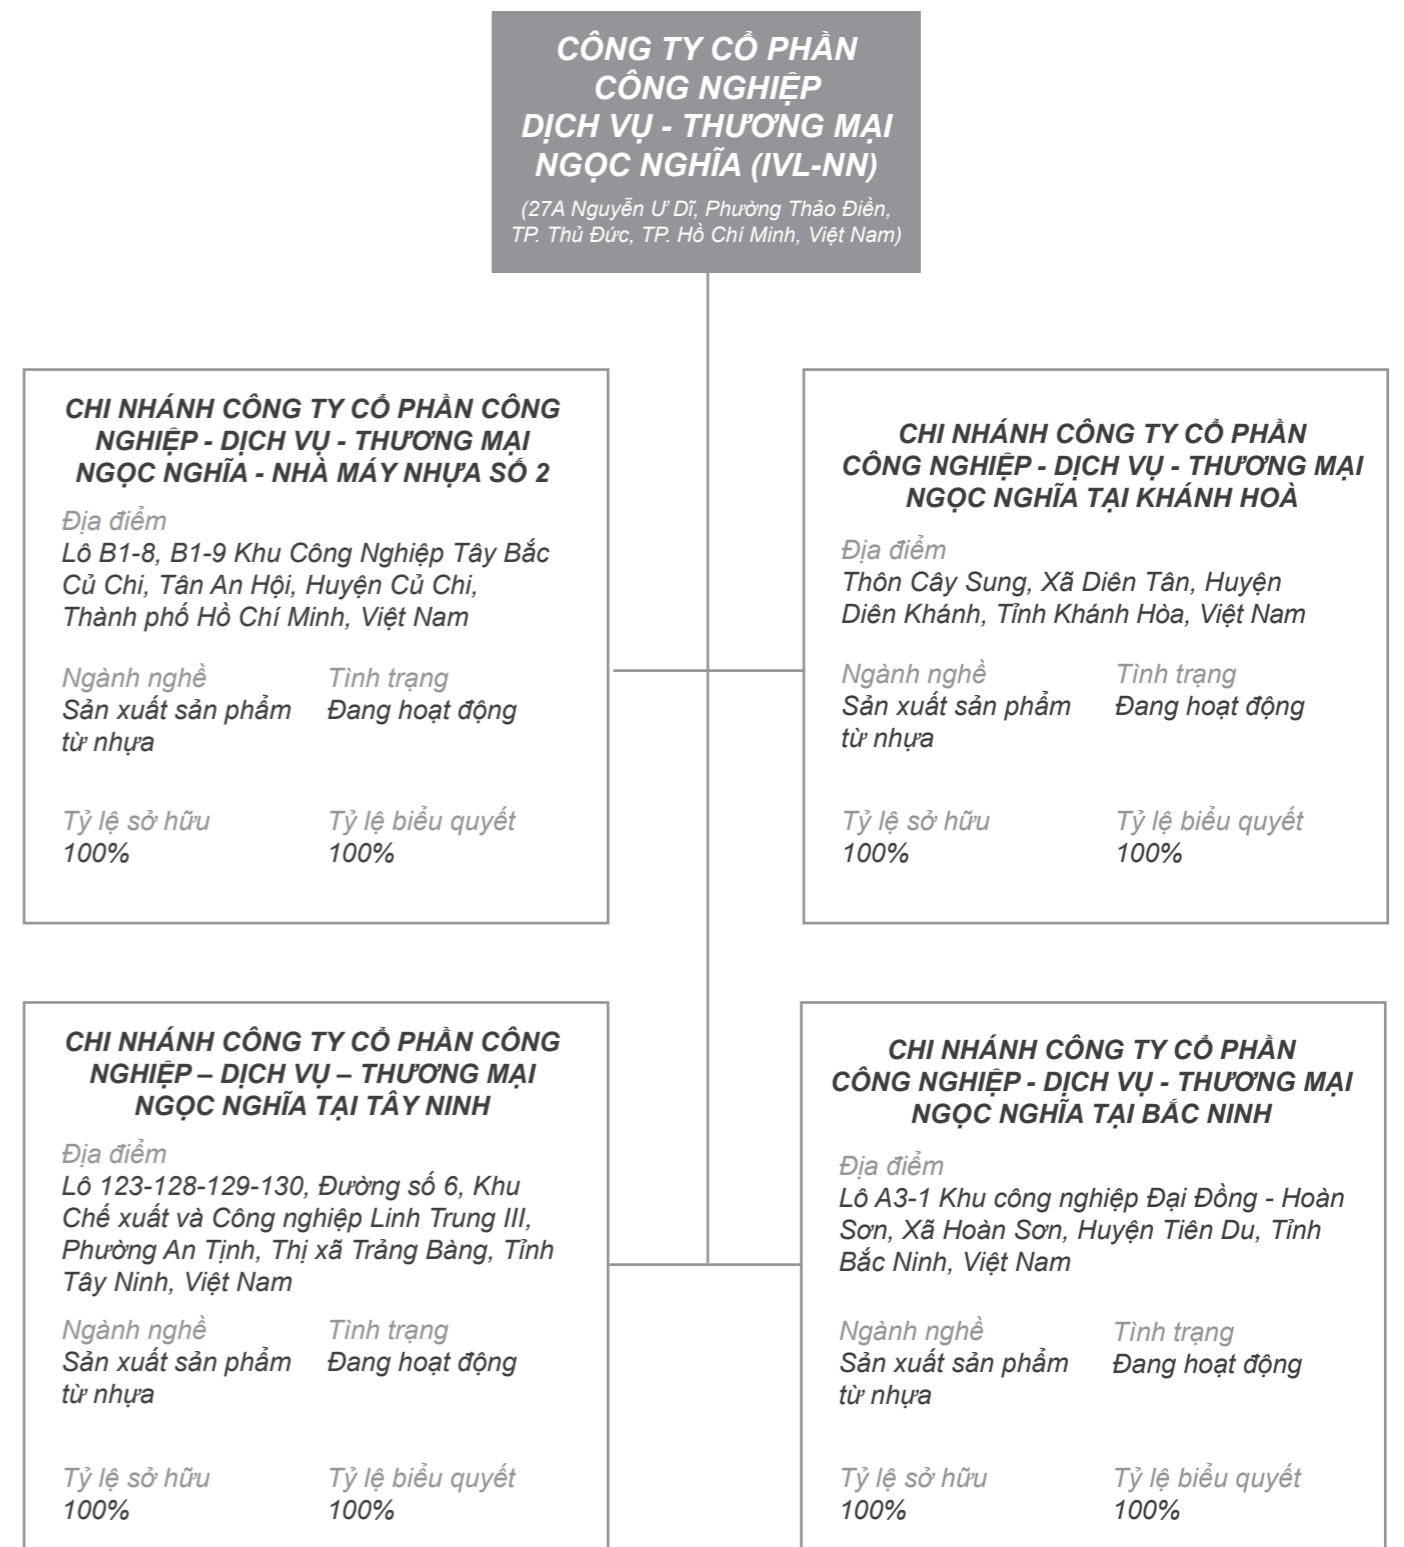 CÔNG TY CỔ PHẦN
CÔNG NGHIỆP
DỊCH VỤ - THƯƠNG MẠI
NGỌC NGHĨA (IVL-NN)
(27A Nguyễn Ư Dĩ, Phường Thảo Điền,
TP. Thủ Đức, TP. Hồ Chí Minh, Việt Nam)
CHI NHÁNH CÔNG TY CỔ PHẦN CÔNG
NGHIỆP - DỊCH VỤ - THƯƠNG MẠI
NGỌC NGHĨA - NHÀ MÁY NHỰA SỐ 2
Địa điểm
Lô B1-8, B1-9 Khu Công Nghiệp Tây Bắc
Củ Chi, Tân An Hội, Huyện Củ Chi,
Thành phố Hồ Chí Minh, Việt Nam
Ngành nghề Tình trạng
Sản xuất sản phẩm Đang hoạt động
từ nhựa
Tỷ lệ sở hữu Tỷ lệ biểu quyết
100% 100%
CHI NHÁNH CÔNG TY CỔ PHẦN
CÔNG NGHIỆP - DỊCH VỤ - THƯƠNG MẠI
NGỌC NGHĨA TẠI KHÁNH HOÀ
Địa điểm
Thôn Cây Sung, Xã Diên Tân, Huyện
Diên Khánh, Tỉnh Khánh Hòa, Việt Nam
Ngành nghề Tình trạng
Sản xuất sản phẩm Đang hoạt động
từ nhựa
Tỷ lệ sở hữu Tỷ lệ biểu quyết
100% 100%
CHI NHÁNH CÔNG TY CỔ PHẦN CÔNG
NGHIỆP – DỊCH VỤ – THƯƠNG MẠI
NGỌC NGHĨA TẠI TÂY NINH
Địa điểm
Lô 123-128-129-130, Đường số 6, Khu
Chế xuất và Công nghiệp Linh Trung III,
Phường An Tịnh, Thị xã Trảng Bàng, Tỉnh
Tây Ninh, Việt Nam
Ngành nghề Tình trạng
Sản xuất sản phẩm Đang hoạt động
từ nhựa
Tỷ lệ sở hữu Tỷ lệ biểu quyết
100% 100%
CHI NHÁNH CÔNG TY CỔ PHẦN
CÔNG NGHIỆP - DỊCH VỤ - THƯƠNG MẠI
NGỌC NGHĨA TẠI BẮC NINH
Địa điểm
Lô A3-1 Khu công nghiệp Đại Đồng - Hoàn
Sơn, Xã Hoàn Sơn, Huyện Tiên Du, Tỉnh
Bắc Ninh, Việt Nam
Ngành nghề Tình trạng
Sản xuất sản phẩm Đang hoạt động
từ nhựa
Tỷ lệ sở hữu Tỷ lệ biểu quyết
100% 100%